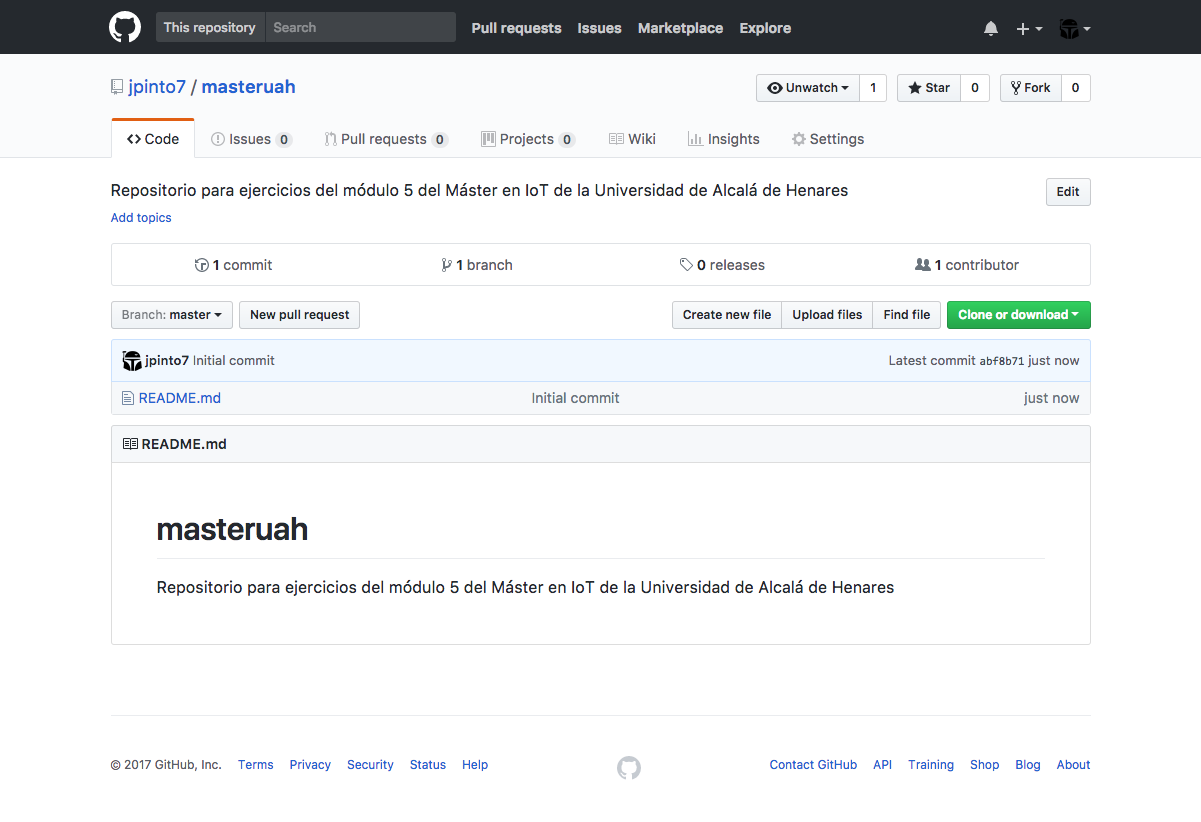 This repository Search Pull requests Issues Marketplace Explore
jpinto7 / masteruah Unwatch 1 Star 0 Fork 0
Code Issues 0 Pull requests 0 Projects 0 Wiki Insights Settings
Repositorio para ejercicios del módulo 5 del Máster en IoT de la Universidad de Alcalá de Henares Edit
Add topics
1 commit 1 branch 0 releases 1 contributor
Branch: master New pull request Create new file Upload files Find file Clone or download
jpinto7 Initial commit Latest commit abf8b71 just now
README.md Initial commit just now
README.md
masteruah
Repositorio para ejercicios del módulo 5 del Máster en IoT de la Universidad de Alcalá de Henares
© 2017 GitHub, Inc. Terms Privacy Security Status Help Contact GitHub API Training Shop Blog About